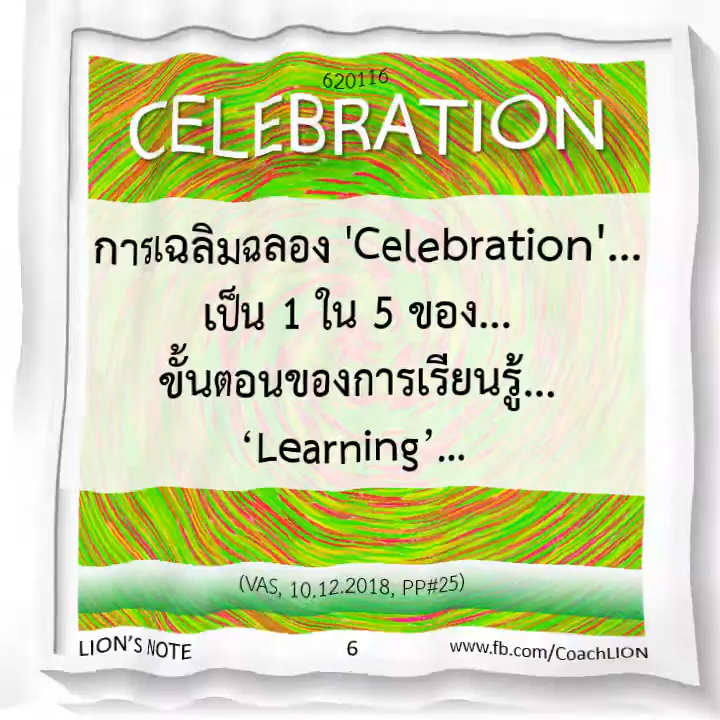 620116
CELEBRATION
การเฉลิมฉลอง 'Celebration'...
เป็น 1 ใน 5 ของ...
ขั้นตอนของการเรียนรู้...
‘Learning’...
(VAS, 10.12.2018, PP#25)
LION'S NOTE 6 www.fb.com/CoachLION